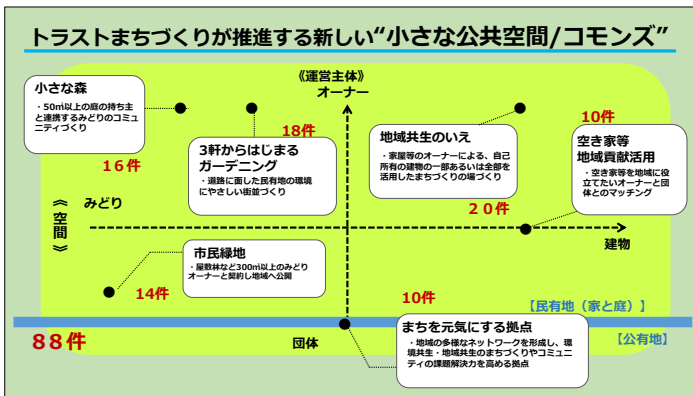 トラストまちづくりが推進する新しい“小さな公共空間/コモンズ”
《運営主体》
オーナー
小さな森
・50㎡以上の庭の持ち主
と連携するみどりのコミュ
ニティづくり
16件
18件
3軒からはじまる
ガーデニング
・道路に面した民有地の環境
にやさしい街並づくり
地域共生のいえ
・家屋等のオーナーによる、自己
所有の建物の一部あるいは全部を
活用したまちづくりの場づくり
20件
10件
空き家等
地域貢献活用
・空き家等を地域に役
立てたいオーナーと団
体とのマッチング
《空間》
みどり
建物
市民緑地
・屋敷林など300㎡以上のみどり
オーナーと契約し地域へ公開
14件
10件
【民有地（家と庭）】
まちを元気にする拠点
・地域の多様なネットワークを形成し、環
境共生・地域共生のまちづくりやコミュニ
ティの課題解決力を高める拠点
【公有地】
88件
団体